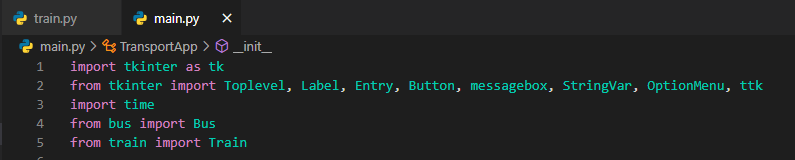 train.py main.py ×
main.py > TransportApp > __init__
1 import tkinter as tk
2 from tkinter import Toplevel, Label, Entry, Button, messagebox, StringVar, OptionMenu, ttk
3 import time
4 from bus import Bus
5 from train import Train